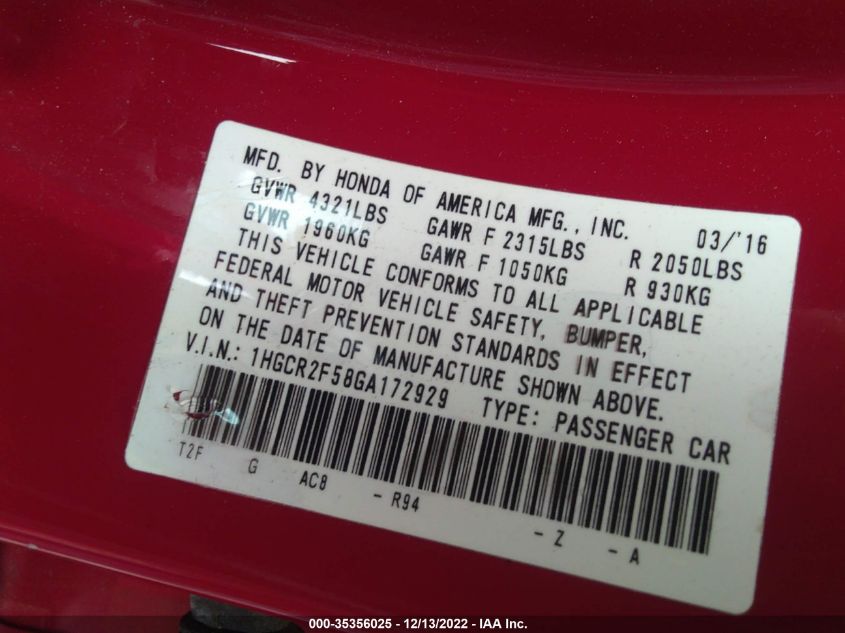 MFD. BY HONDA OF AMERICA MFG., INC. 03/'16
GVWR 4321LBS GAWR F 2315LBS R 2050LBS
GVWR 1960KG GAWR F 1050KG R 930KG
THIS VEHICLE CONFORMS TO ALL APPLICABLE
FEDERAL MOTOR VEHICLE SAFETY, BUMPER,
AND THEFT PREVENTION STANDARDS IN EFFECT
ON THE DATE OF MANUFACTURE SHOWN ABOVE.
V.I.N.: 1HGCR2F58GA172929 TYPE: PASSENGER CAR
T2F G AC8 - R94 - Z - A
000-35356025 - 12/13/2022 - IAA Inc.